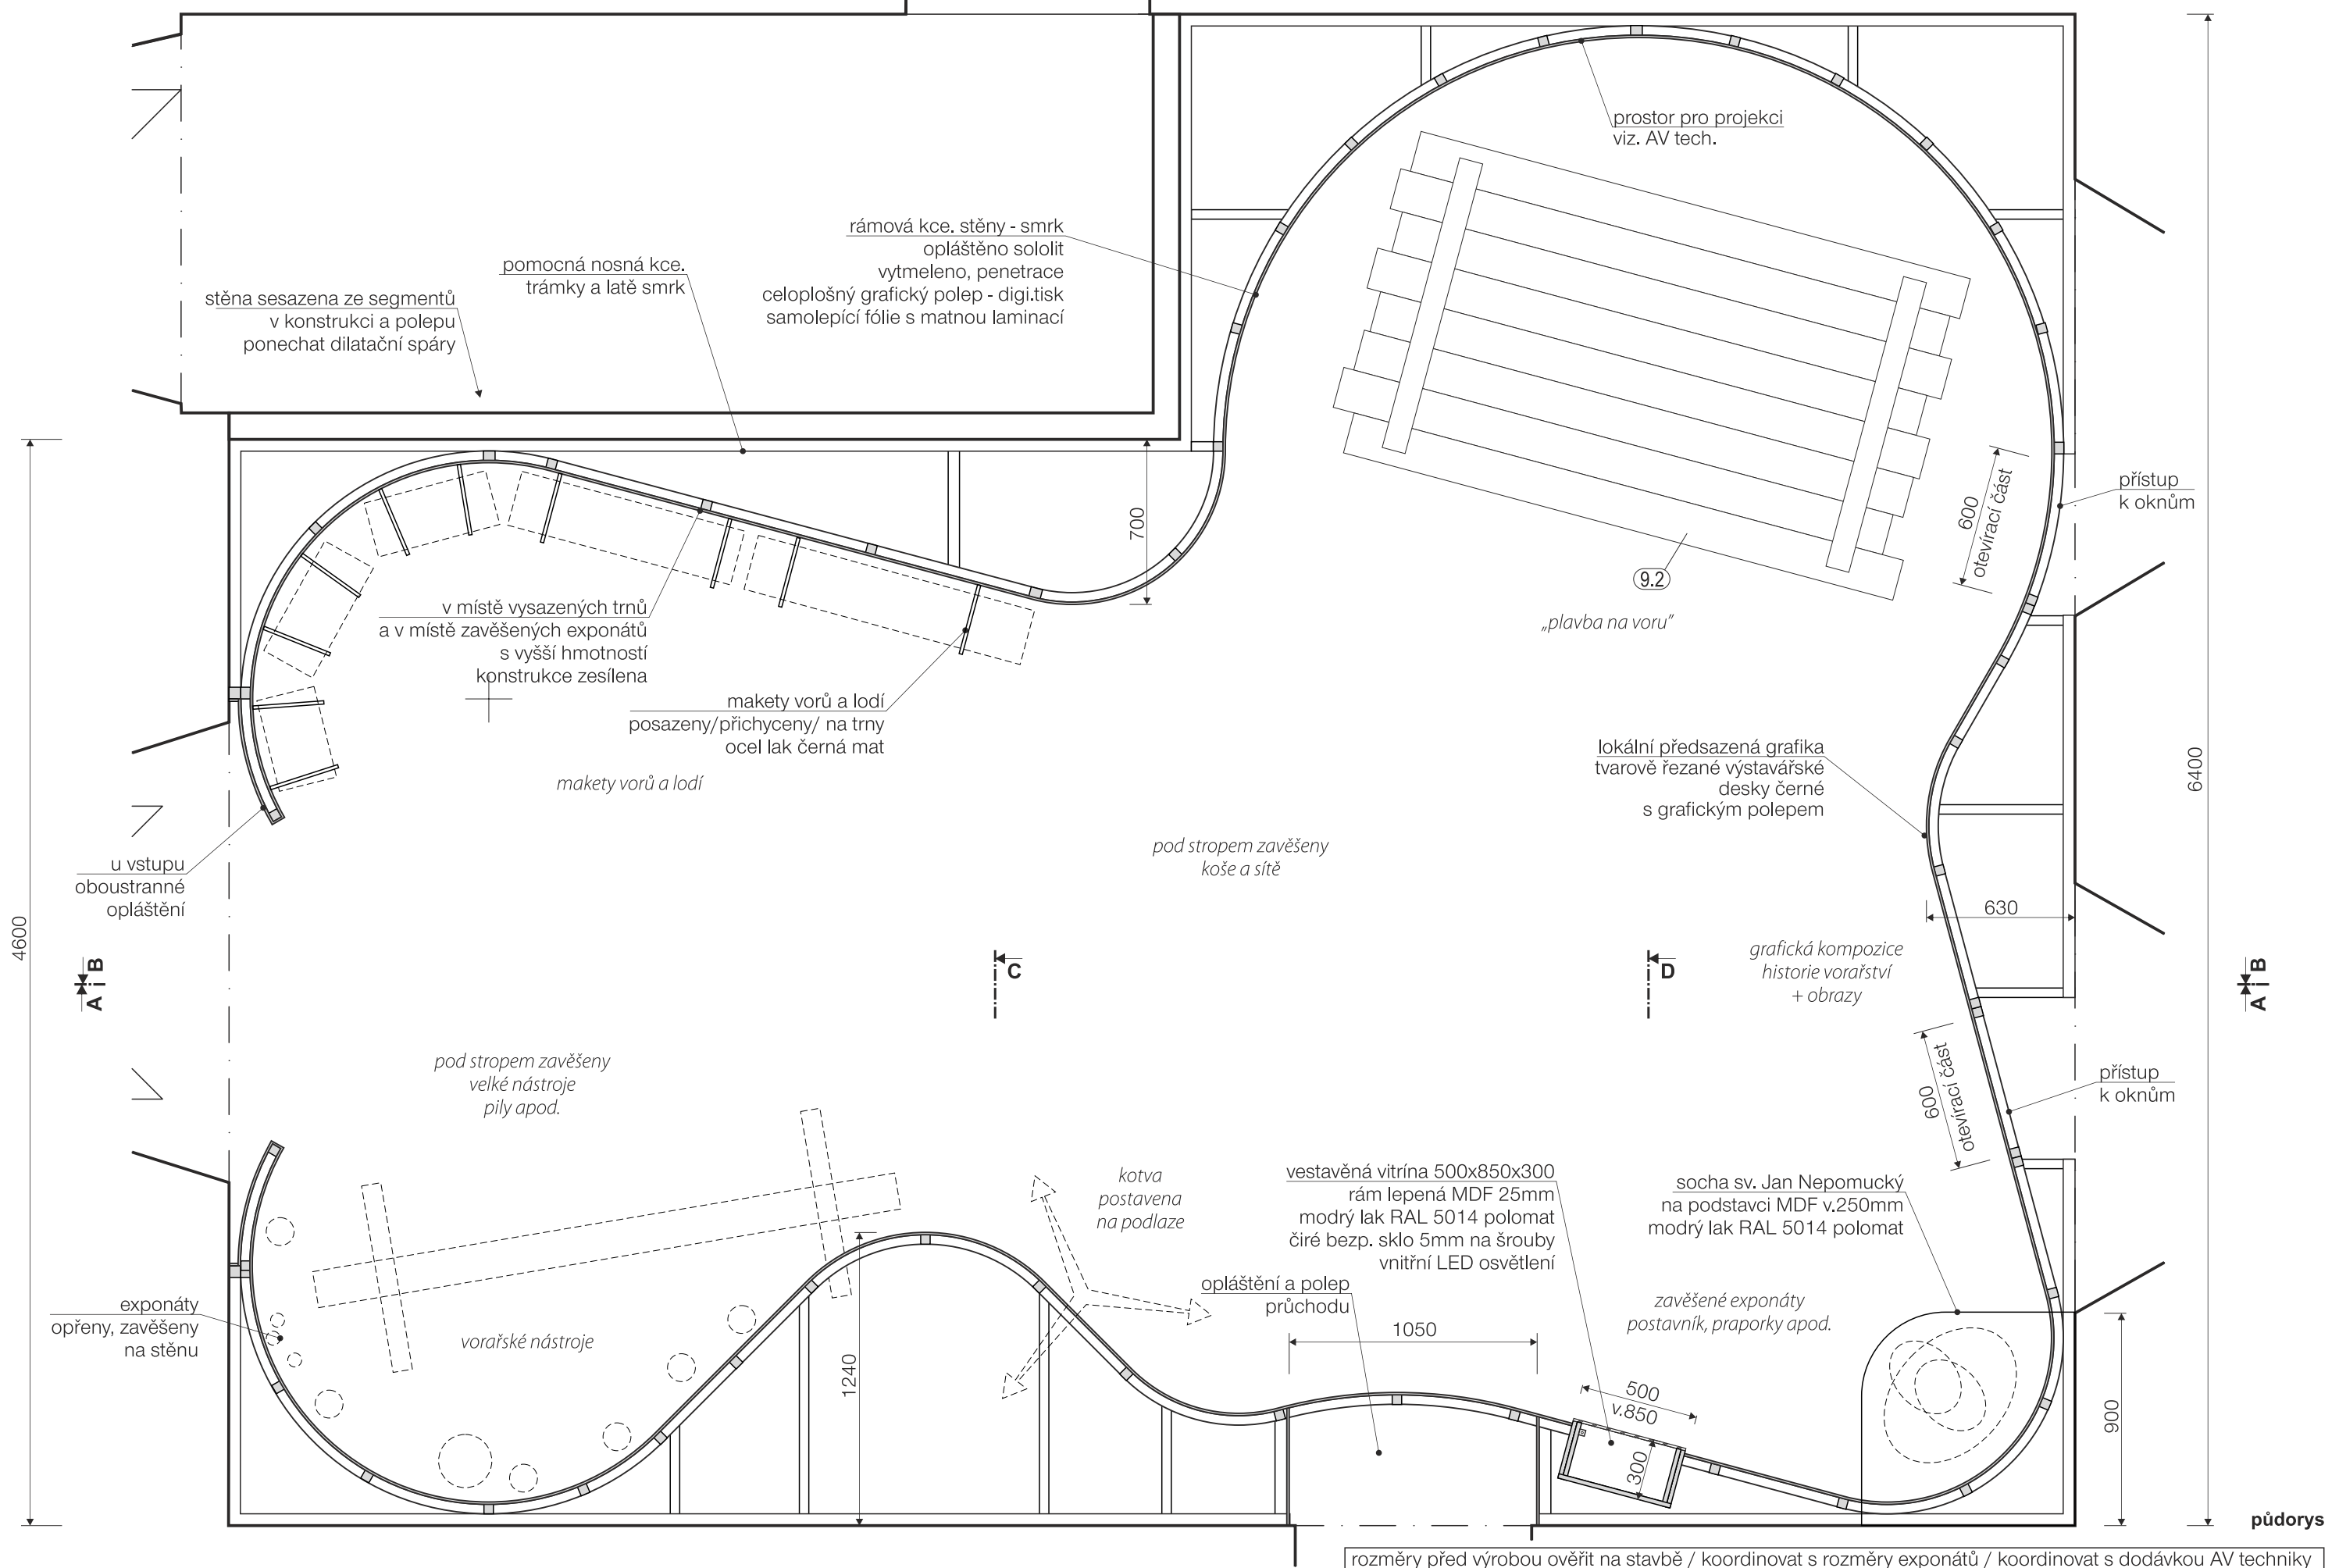 prostor pro projekci
viz. AV tech.
rámová kce. stěny - smrk
opláštěno sololit
vytmeleno, penetrace
celoplošný grafický polep - digi.tisk
samolepící fólie s matnou laminací
pomocná nosná kce.
trámky a latě smrk
stěna sesazena ze segmentů
v konstrukci a polepu
ponechat dilatační spáry
700
600
otevírací část
přístup
k oknům
9.2
„plavba na voru”
v místě vysazených trnů
a v místě zavěšených exponátů
s vyšší hmotností
konstrukce zesílena
makety vorů a lodí
posazeny/přichyceny/ na trny
ocel lak černá mat
makety vorů a lodí
lokální předsazená grafika
tvarově řezané výstavářské
desky černé
s grafickým polepem
6400
pod stropem zavěšeny
koše a sítě
u vstupu
oboustranné
opláštění
4600
630
grafická kompozice
historie vorařství
+ obrazy
A B
C
D
A B
pod stropem zavěšeny
velké nástroje
pily apod.
600
otevírací část
přístup
k oknům
kotva
postavena
na podlaze
vestavěná vitrína 500x850x300
rám lepená MDF 25mm
modrý lak RAL 5014 polomat
čiré bezp. sklo 5mm na šrouby
vnitřní LED osvětlení
socha sv. Jan Nepomucký
na podstavci MDF v.250mm
modrý lak RAL 5014 polomat
opláštění a polep
průchodu
exponáty
opřeny, zavěšeny
na stěnu
vorařské nástroje
zavěšené exponáty
postavník, praporky apod.
1050
1240
500
v.850
300
900
půdorys
rozměry před výrobou ověřit na stavbě / koordinovat s rozměry exponátů / koordinovat s dodávkou AV techniky